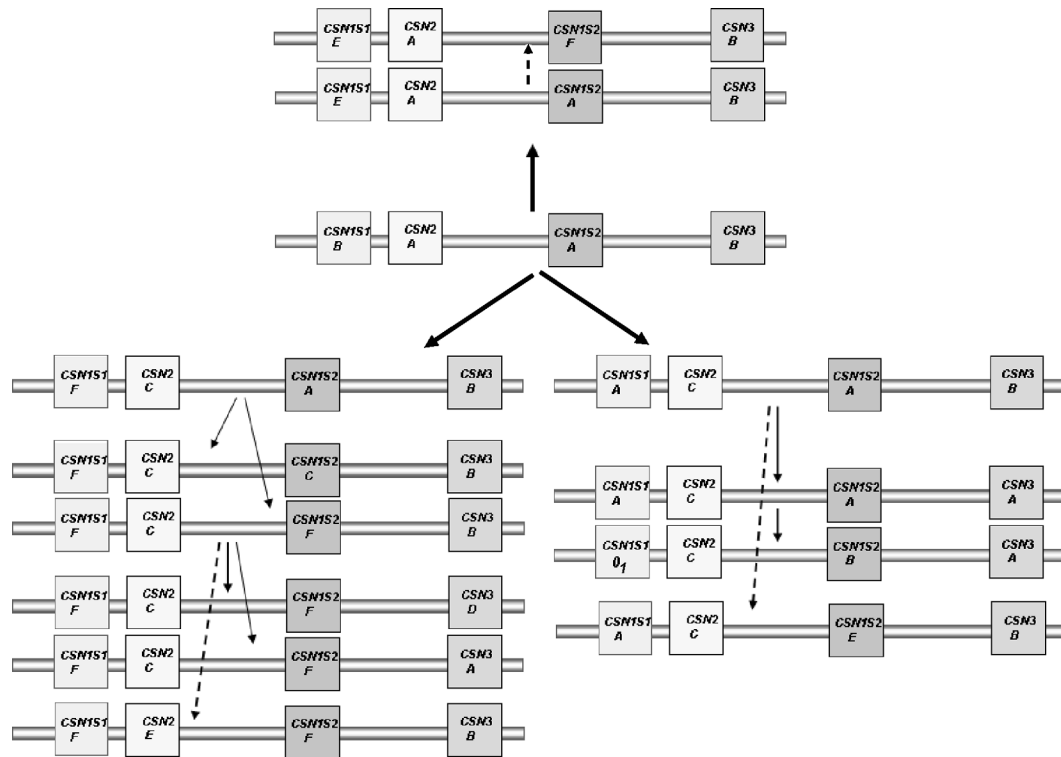 CSN1S1 CSN2 CSN1S2 CSN3
E A F B
CSN1S1 CSN2 CSN1S2 CSN3
E A A B
CSN1S1 CSN2 CSN1S2 CSN3
B A A B
CSN1S1 CSN2 CSN1S2 CSN3
F C A B
CSN1S1 CSN2 CSN1S2 CSN3
F C C B
CSN1S1 CSN2 CSN1S2 CSN3
F C F B
CSN1S1 CSN2 CSN1S2 CSN3
F C F D
CSN1S1 CSN2 CSN1S2 CSN3
F C F A
CSN1S1 CSN2 CSN1S2 CSN3
F E F B
CSN1S1 CSN2 CSN1S2 CSN3
A C A B
CSN1S1 CSN2 CSN1S2 CSN3
A C A A
CSN1S1 CSN2 CSN1S2 CSN3
0₁ C B A
CSN1S1 CSN2 CSN1S2 CSN3
A C E B